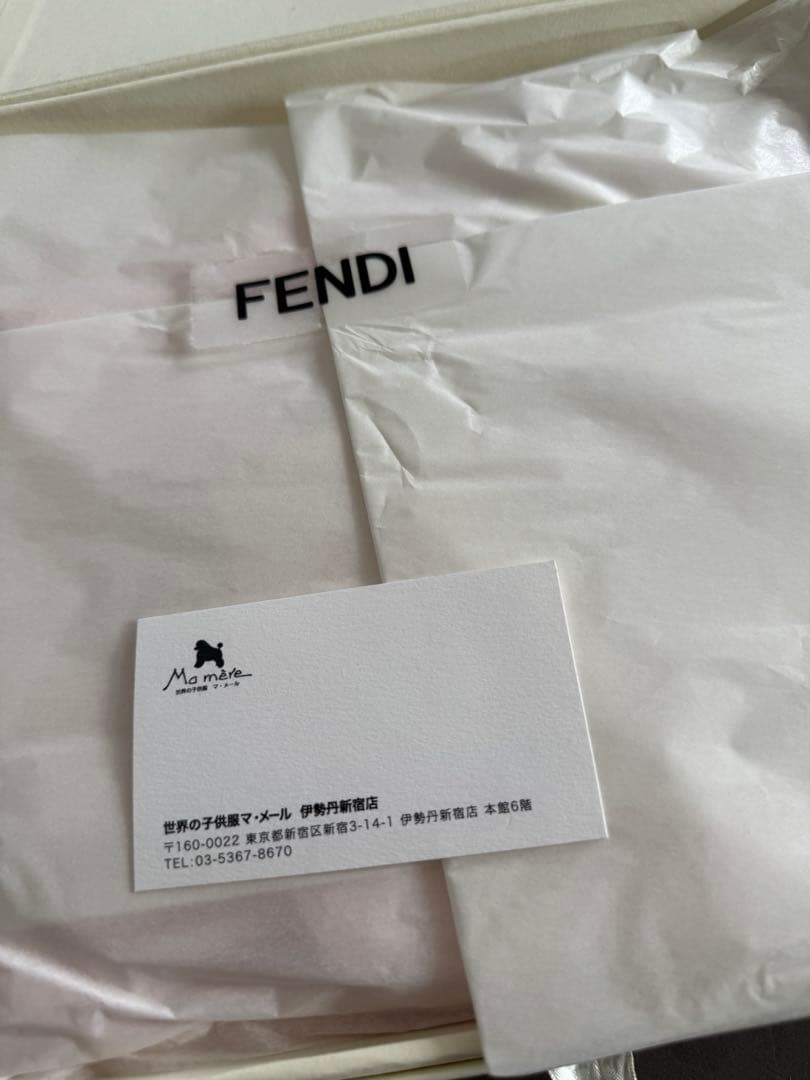 FENDI
Ma mère
世界の子供服 マ・メール
世界の子供服マ・メール 伊勢丹新宿店
〒160-0022 東京都新宿区新宿3-14-1 伊勢丹新宿店 本館6階
TEL:03-5367-8670